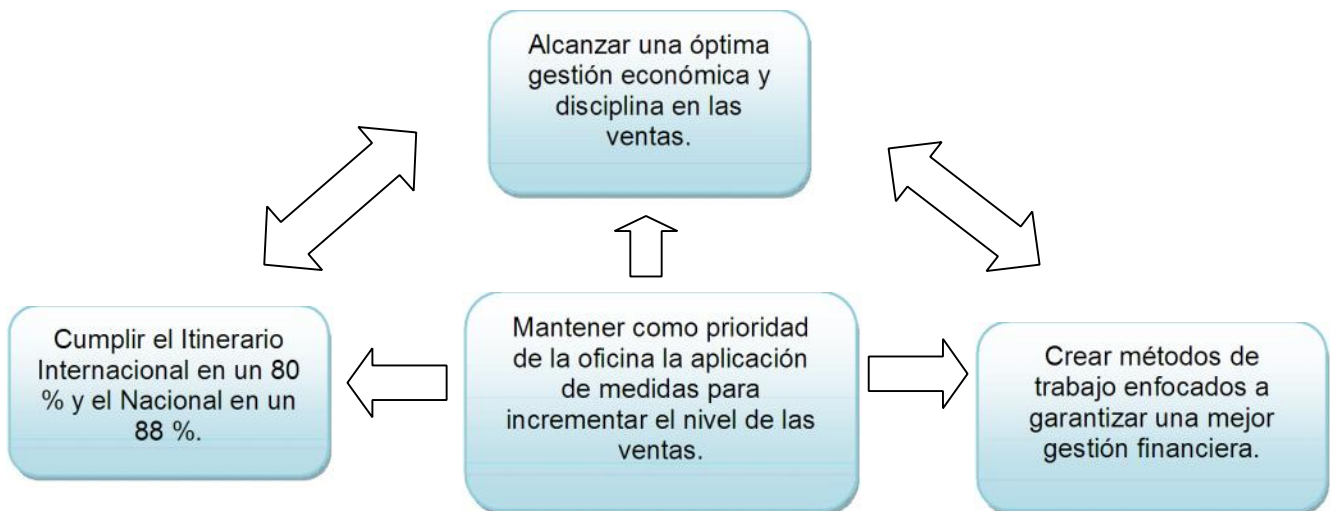 Alcanzar una óptima
gestión económica y
disciplina en las
ventas.
Cumplir el Itinerario
Internacional en un 80
% y el Nacional en un
88 %.
Mantener como prioridad
de la oficina la aplicación
de medidas para
incrementar el nivel de las
ventas.
Crear métodos de
trabajo enfocados a
garantizar una mejor
gestión financiera.